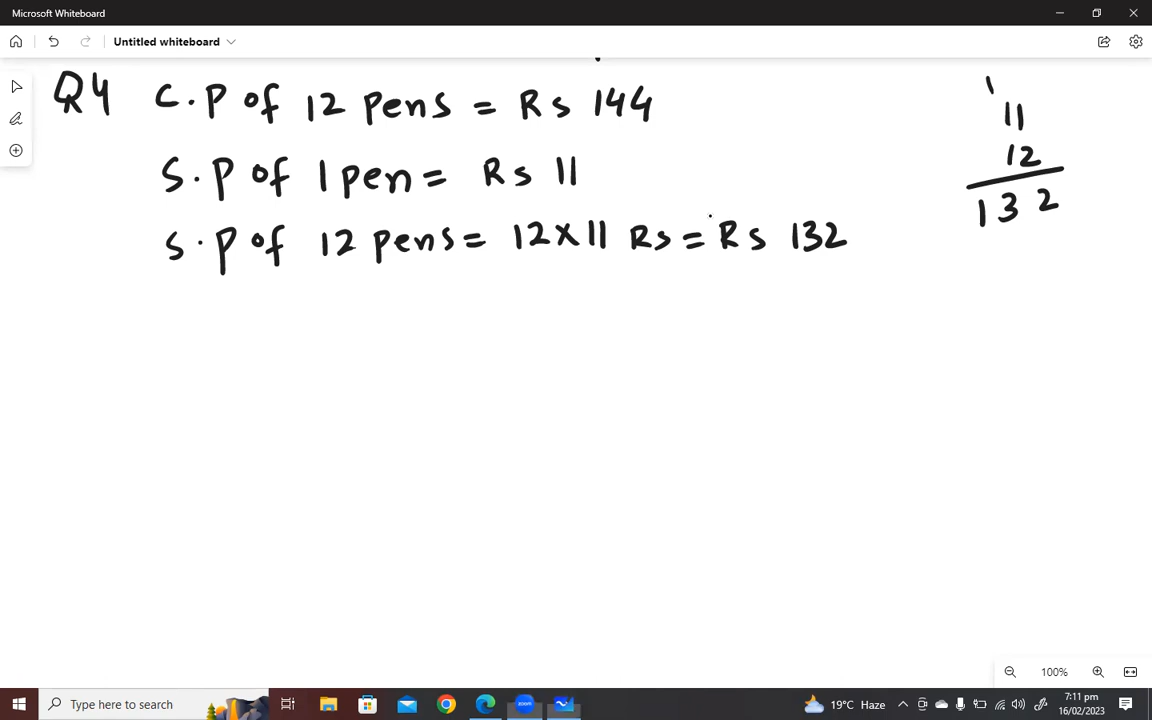 Microsoft Whiteboard
Untitled whiteboard
Q4 C.P of 12 pens = Rs 144
S.P of 1 pen = Rs 11
S.P of 12 pens = 12×11 Rs = Rs 132
1
11
12
132
100%
Type here to search
zoom
19°C Haze
7:11 pm
16/02/2023